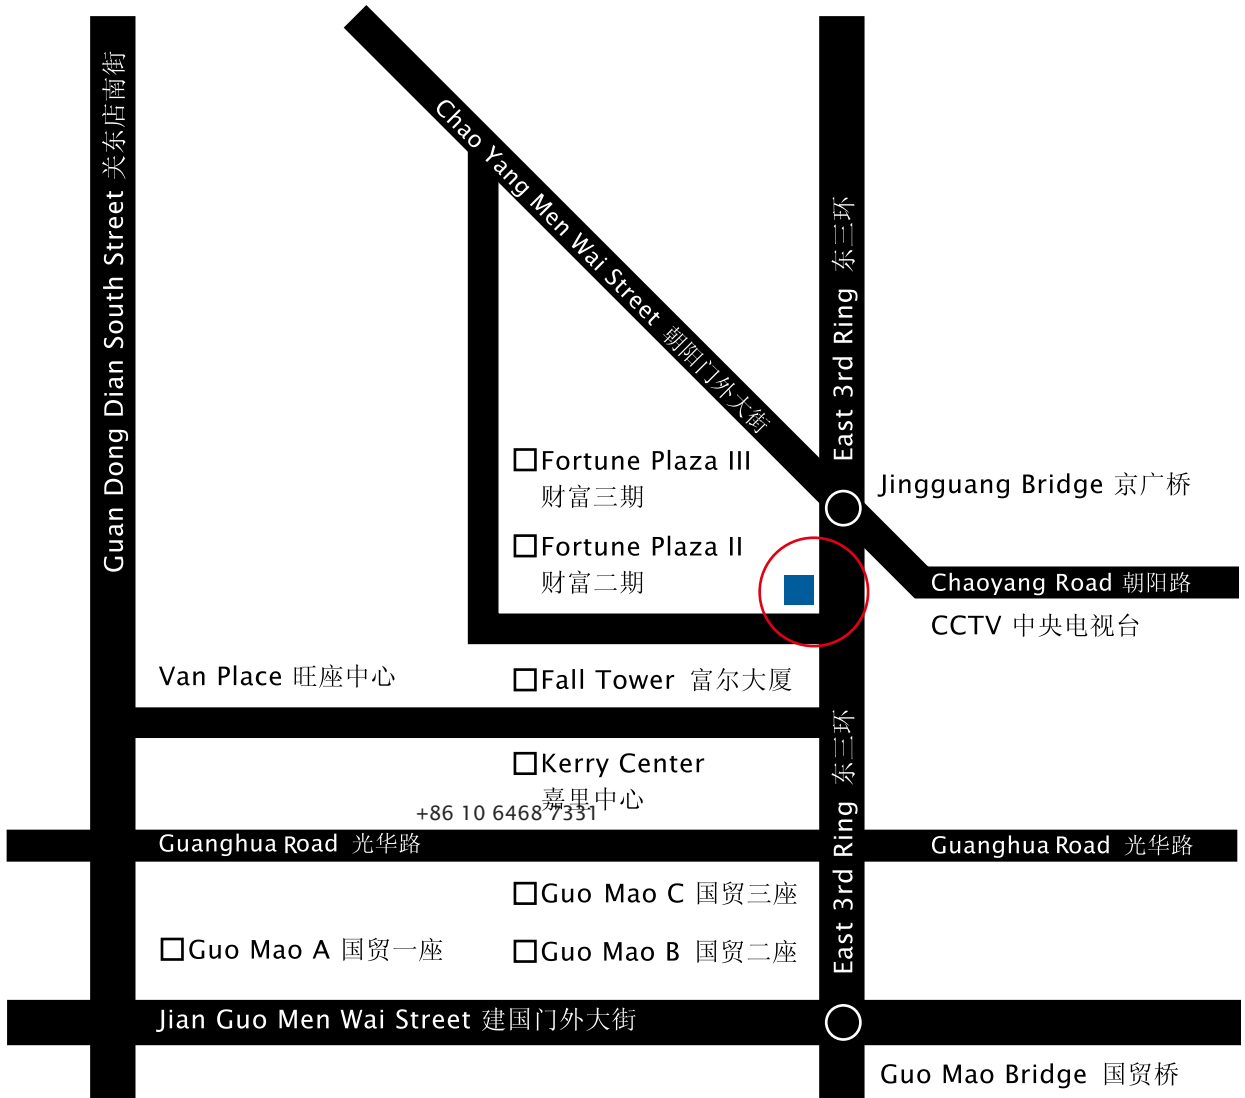 Guan Dong Dian South Street 关东店南街
Chao Yang Men Wai Street 朝阳门外大街
East 3rd Ring 东三环
Fortune Plaza III
财富三期
Jingguang Bridge 京广桥
Fortune Plaza II
财富二期
Chaoyang Road 朝阳路
CCTV 中央电视台
Van Place 旺座中心
Fall Tower 富尔大厦
East 3rd Ring 东三环
Kerry Center
嘉里中心
+86 10 6468 7331
Guanghua Road 光华路
Guanghua Road 光华路
Guo Mao C 国贸三座
Guo Mao A 国贸一座
Guo Mao B 国贸二座
Jian Guo Men Wai Street 建国门外大街
Guo Mao Bridge 国贸桥